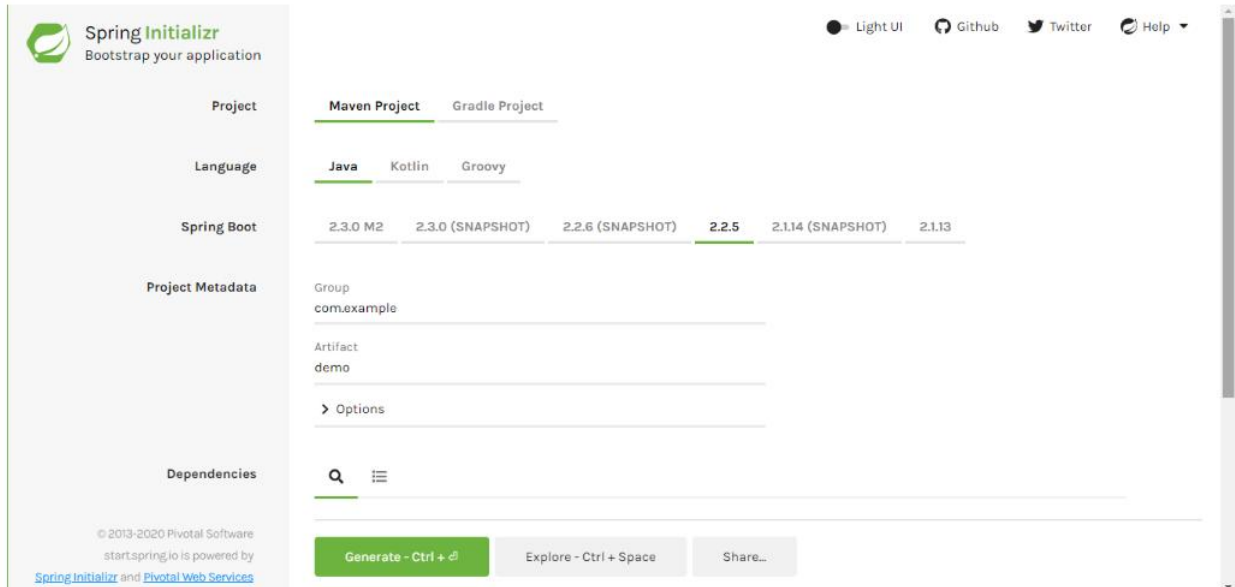 Spring Initializr
Bootstrap your application
Light UI Github Twitter Help
Project Maven Project Gradle Project
Language Java Kotlin Groovy
Spring Boot 2.3.0 M2 2.3.0 (SNAPSHOT) 2.2.6 (SNAPSHOT) 2.2.5 2.1.14 (SNAPSHOT) 2.1.13
Project Metadata
Group
com.example
Artifact
demo
Options
Dependencies
© 2013-2020 Pivotal Software
start.spring.io is powered by
Spring Initializr and Pivotal Web Services
Generate - Ctrl + ⏎ Explore - Ctrl + Space Share...